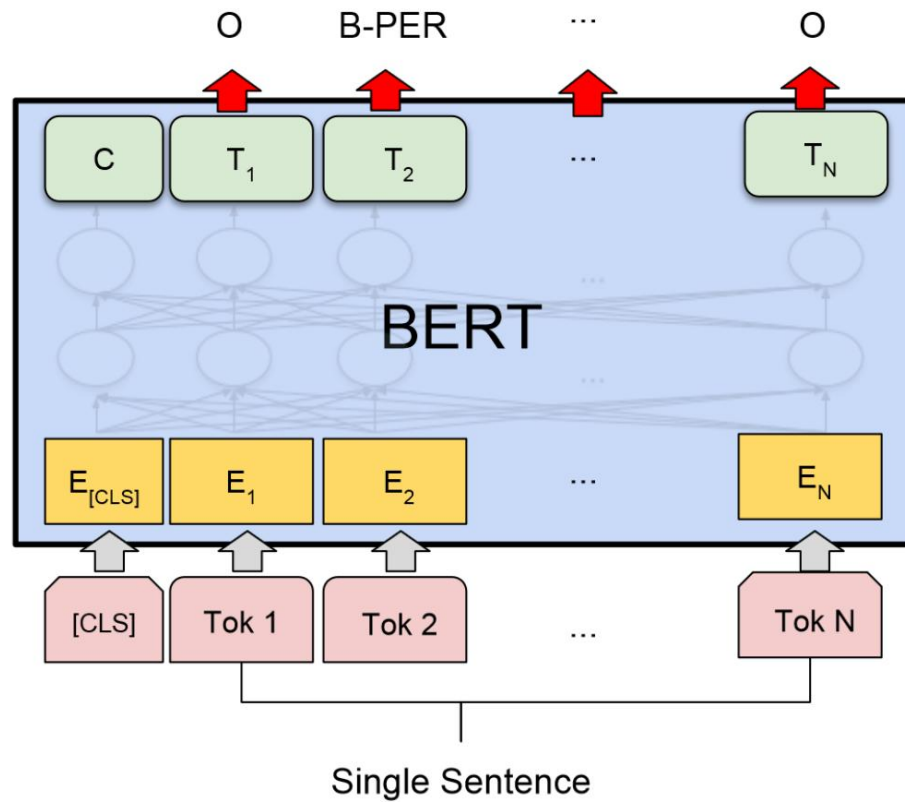 O B-PER ... O
C T1 T2 ... TN
...
BERT
...
E[CLS] E1 E2 ... EN
[CLS] Tok 1 Tok 2 ... Tok N
Single Sentence